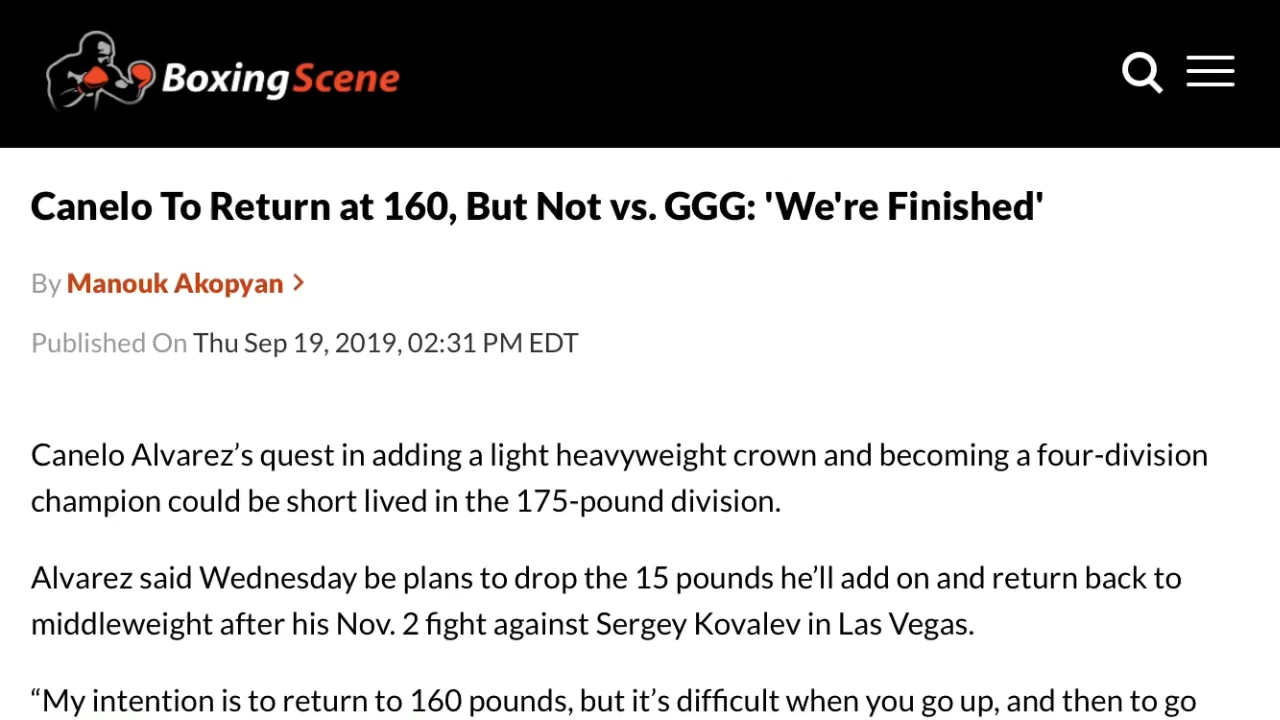 BoxingScene
Canelo To Return at 160, But Not vs. GGG: 'We're Finished'
By Manouk Akopyan >
Published On Thu Sep 19, 2019, 02:31 PM EDT
Canelo Alvarez’s quest in adding a light heavyweight crown and becoming a four-division
champion could be short lived in the 175-pound division.
Alvarez said Wednesday be plans to drop the 15 pounds he’ll add on and return back to
middleweight after his Nov. 2 fight against Sergey Kovalev in Las Vegas.
“My intention is to return to 160 pounds, but it’s difficult when you go up, and then to go